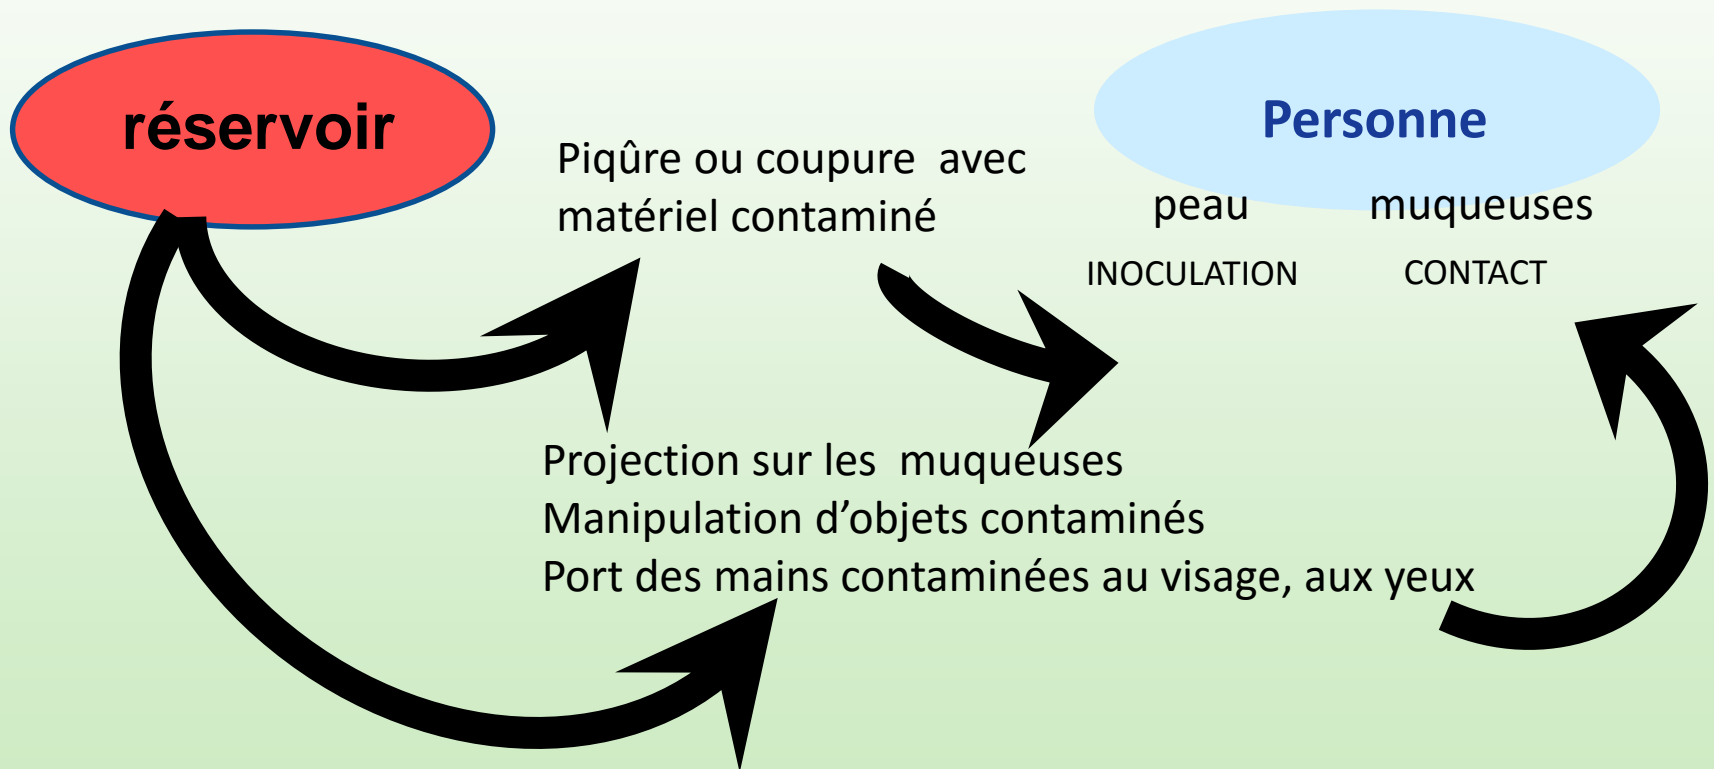 réservoir
Piqûre ou coupure avec
matériel contaminé
Personne
peau muqueuses
INOCULATION CONTACT
Projection sur les muqueuses
Manipulation d’objets contaminés
Port des mains contaminées au visage, aux yeux